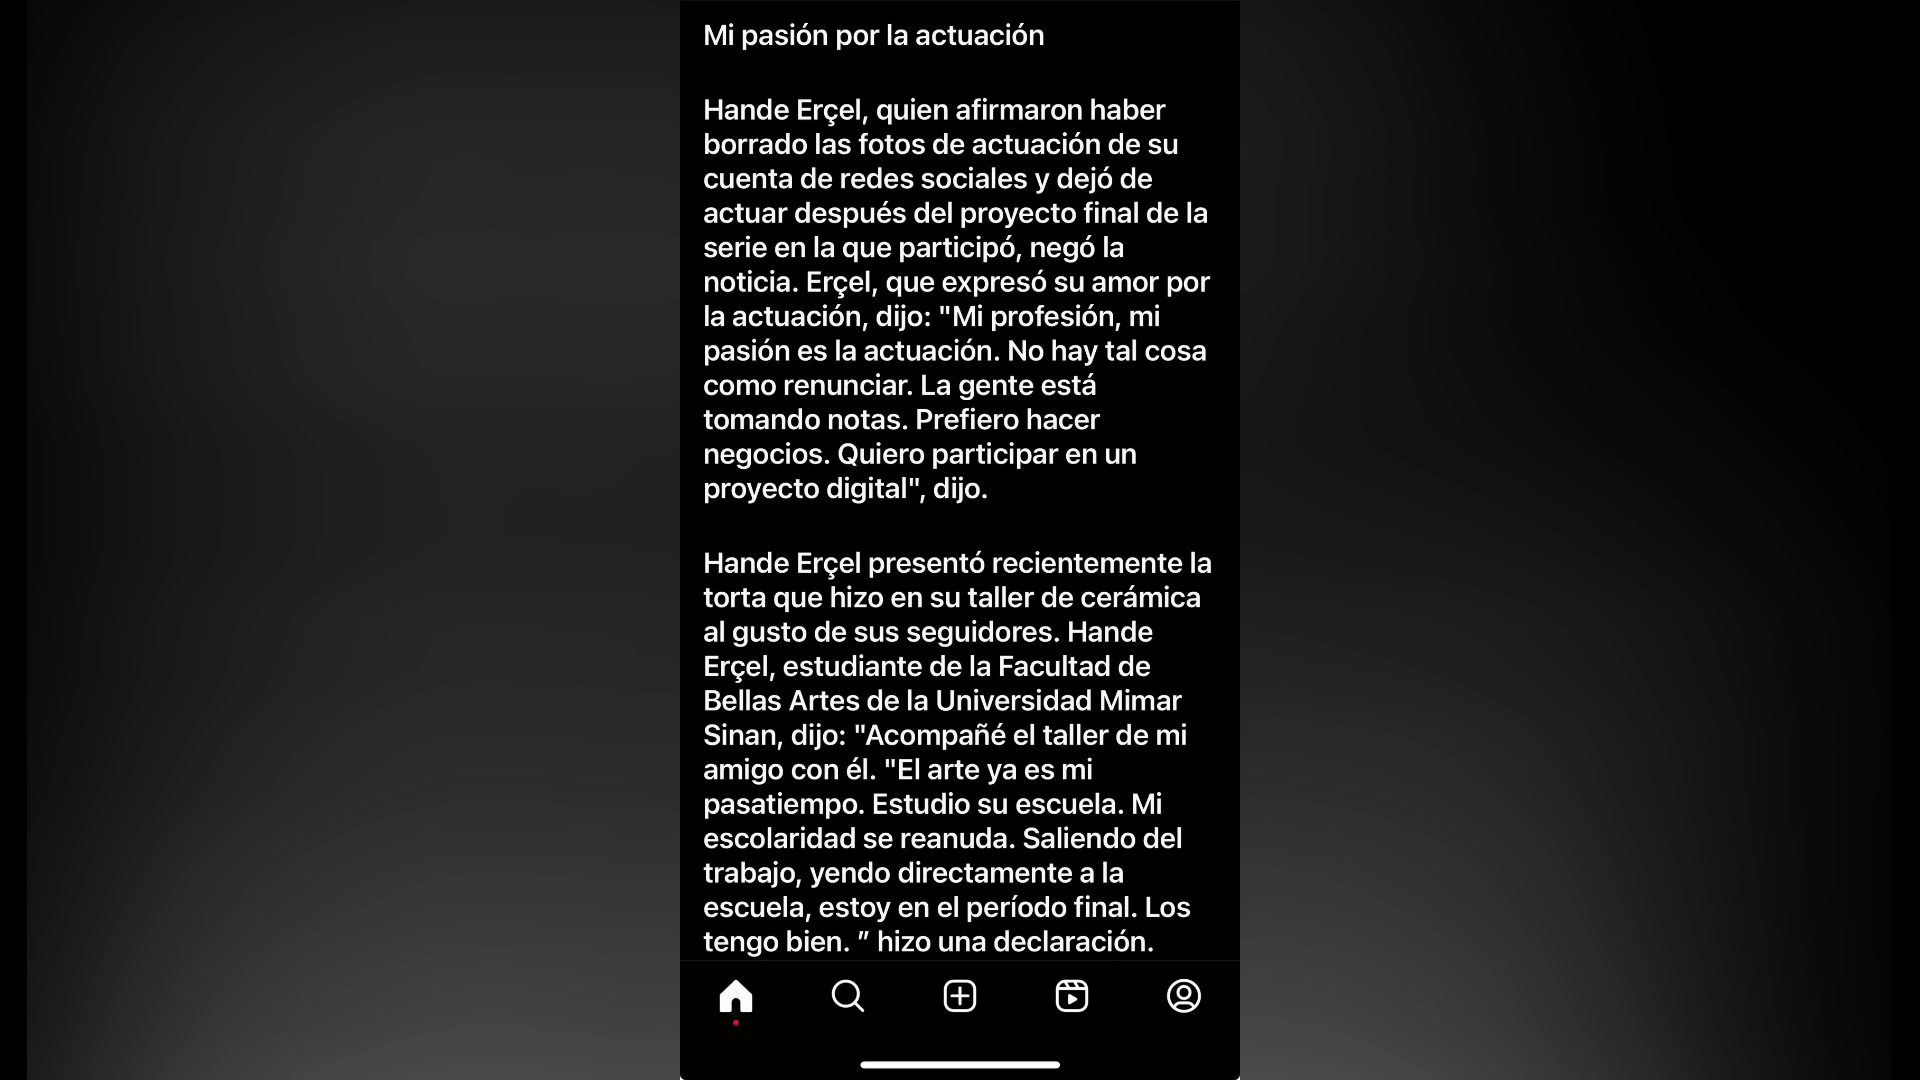 Mi pasión por la actuación
Hande Erçel, quien afirmaron haber
borrado las fotos de actuación de su
cuenta de redes sociales y dejó de
actuar después del proyecto final de la
serie en la que participó, negó la
noticia. Erçel, que expresó su amor por
la actuación, dijo: "Mi profesión, mi
pasión es la actuación. No hay tal cosa
como renunciar. La gente está
tomando notas. Prefiero hacer
negocios. Quiero participar en un
proyecto digital", dijo.
Hande Erçel presentó recientemente la
torta que hizo en su taller de cerámica
al gusto de sus seguidores. Hande
Erçel, estudiante de la Facultad de
Bellas Artes de la Universidad Mimar
Sinan, dijo: "Acompañé el taller de mi
amigo con él. "El arte ya es mi
pasatiempo. Estudio su escuela. Mi
escolaridad se reanuda. Saliendo del
trabajo, yendo directamente a la
escuela, estoy en el período final. Los
tengo bien. ” hizo una declaración.